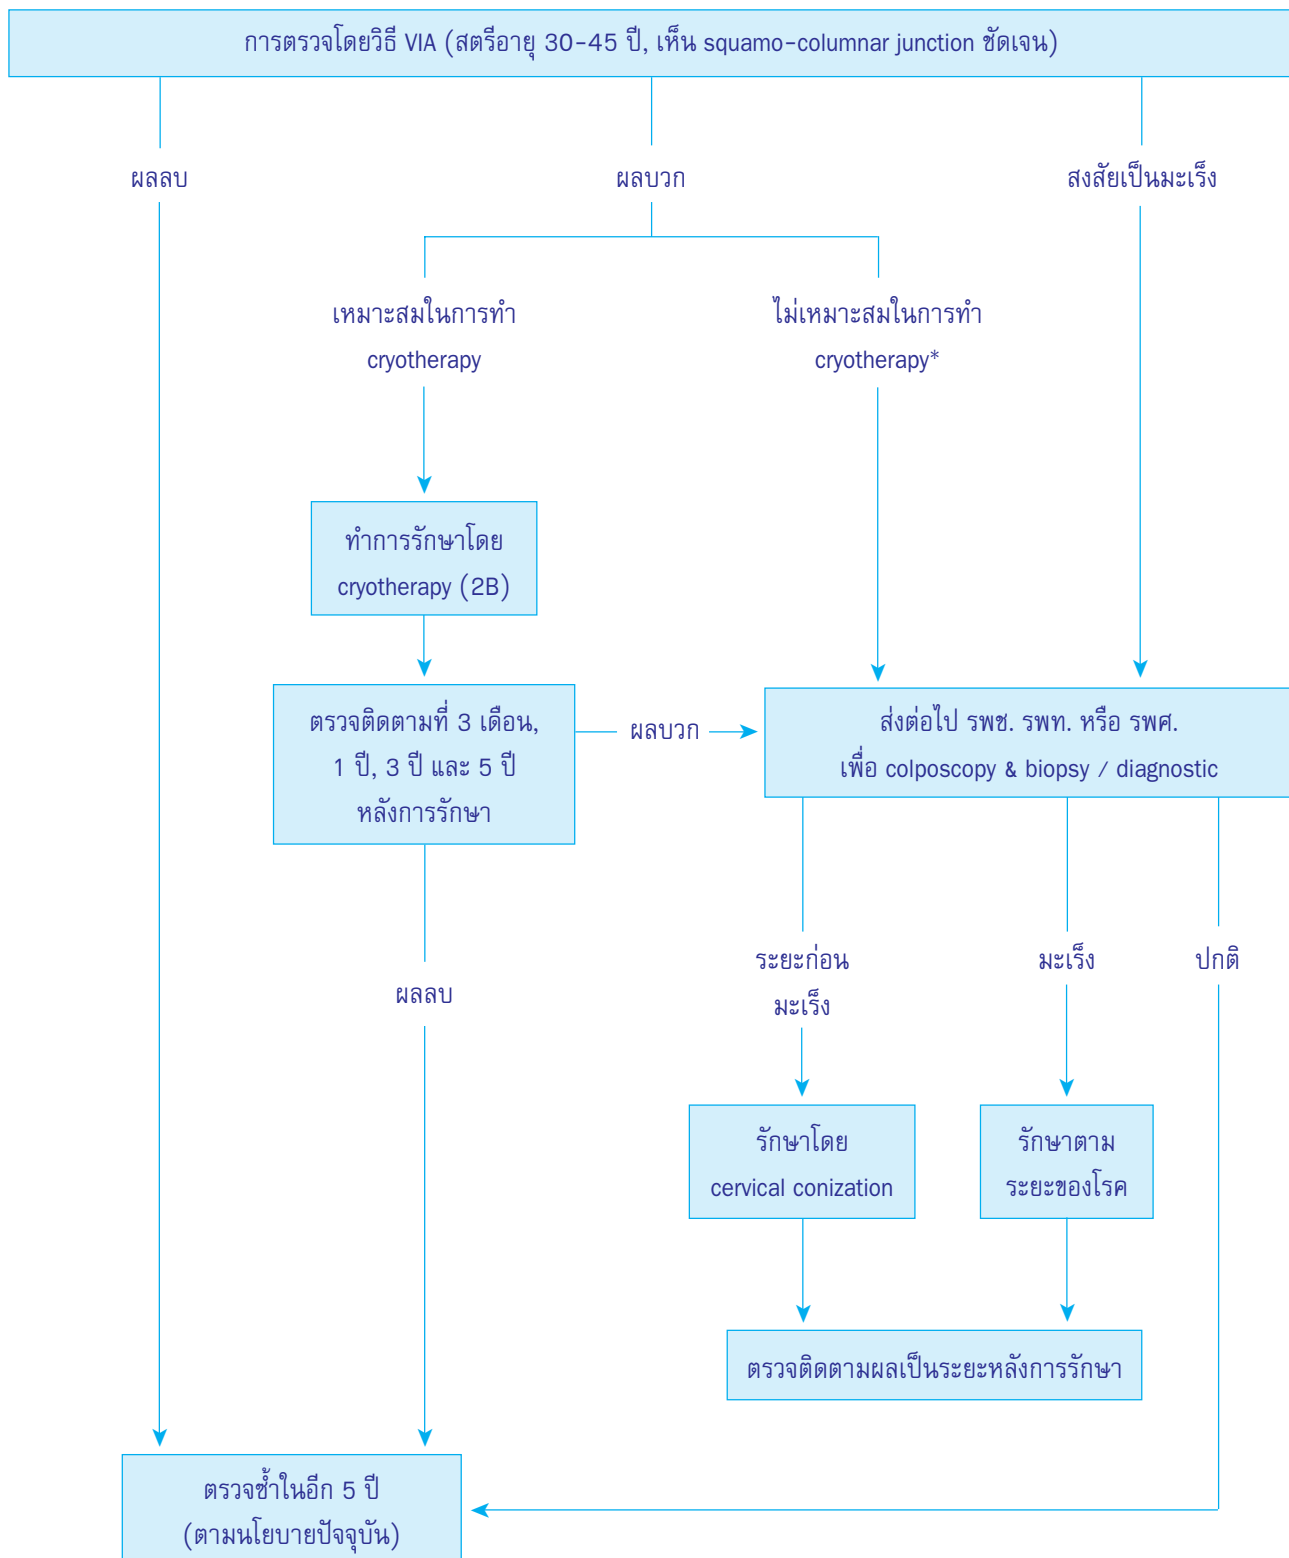 การตรวจโดยวิธี VIA (สตรีอายุ 30-45 ปี, เห็น squamo-columnar junction ชัดเจน)
ผลลบ
ผลบวก
สงสัยเป็นมะเร็ง
เหมาะสมในการทำ
cryotherapy
ไม่เหมาะสมในการทำ
cryotherapy*
ทำการรักษาโดย
cryotherapy (2B)
ตรวจติดตามที่ 3 เดือน,
1 ปี, 3 ปี และ 5 ปี
หลังการรักษา
ผลบวก
ส่งต่อไป รพช. รพท. หรือ รพศ.
เพื่อ colposcopy & biopsy / diagnostic
ผลลบ
ระยะก่อน
มะเร็ง
มะเร็ง
ปกติ
รักษาโดย
cervical conization
รักษาตาม
ระยะของโรค
ตรวจติดตามผลเป็นระยะหลังการรักษา
ตรวจซ้ำในอีก 5 ปี
(ตามนโยบายปัจจุบัน)